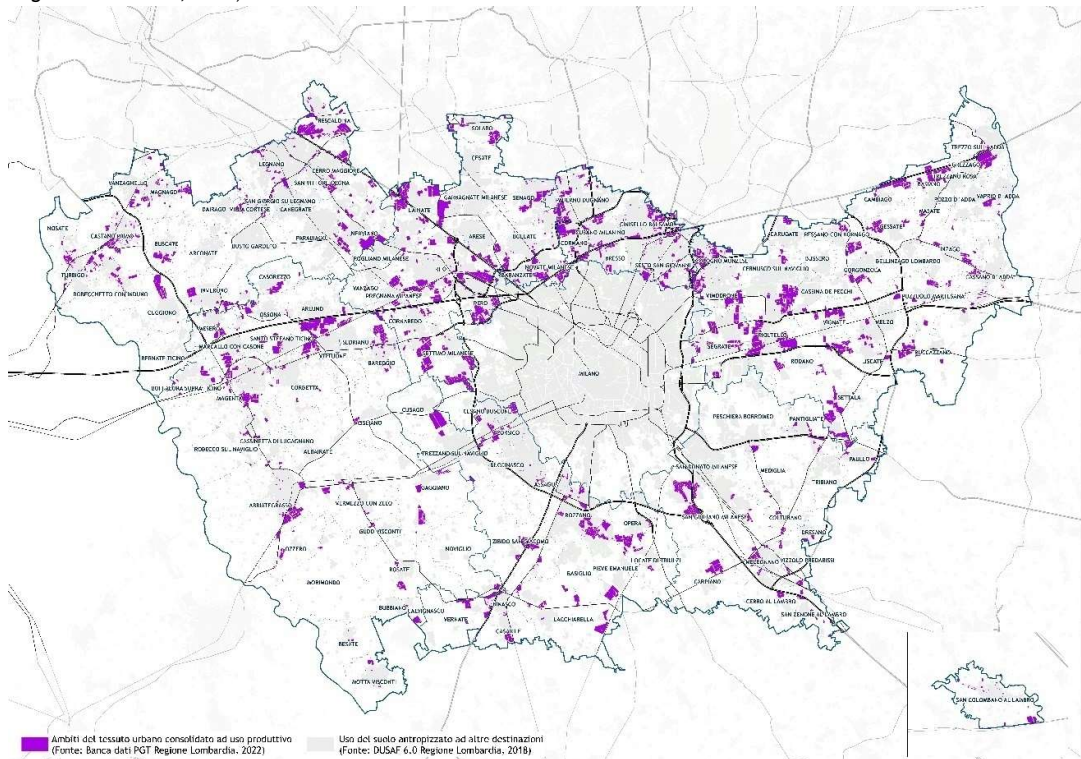 RESCALDINA
SOLARO
TREZZO SULL'ADDA
GREZZAGO
LEGNANO
CESATE
VANZAGHELLO
CERRO MAGGIORE
BASIANO
MAGNAGO
LAINATE
GARBAGNATE MILANESE
SENAGO
PADERNO DUGNANO
CAMBIAGO
POZZO D'ADDA
VAPRIO D'ADDA
SAN GIORGIO SU LEGNANO
CANEGRATE
MASATE
NOSATE
DAIRAGO
VILLA CORTESE
CASTANO PRIMO
NERVIANO
ARESE
BOLLATE
CINISELLO BALSAMO
GESSATE
BUSCATE
ARCONATE
BUSTO GAROLFO
PARABIAGO
CORMANO
CARUGATE
INZAGO
POGLIANO MILANESE
NOVATE MILANESE
BRESSO
SESTO SAN GIOVANNI
BUSSERO
BELLINZAGO LOMBARDO
TURBIGO
CASOREZZO
VANZAGO
BARANZATE
CERNUSCO SUL NAVIGLIO
GORGONZOLA
CASSANO D'ADDA
ROBECCHETTO CON INDUNO
INVERUNO
PREGNANA MILANESE
PERO
VIMODRONE
CASSINA DE PECCHI
POZZUOLO MARTESANA
CUGGIONO
OSSONA
ARLUNO
CORNAREDO
PIOLTELLO
VIGNATE
MELZO
MESERO
SANTO STEFANO TICINO
SEDRIANO
SETTIMO MILANESE
SEGRATE
MARCALLO CON CASONE
VITTUONE
BAREGGIO
RODANO
LISCATE
TRUCCAZZANO
BERNATE TICINO
MILANO
BOFFALORA SOPRA TICINO
CORBETTA
MAGENTA
CUSAGO
CESANO BOSCONE
SETTALA
CISLIANO
CORSICO
PESCHIERA BORROMEO
PANTIGLIATE
CASSINETTA DI LUGAGNANO
ROBECCO SUL NAVIGLIO
ALBAIRATE
TREZZANO SUL NAVIGLIO
PAULLO
BUCCINASCO
SAN DONATO MILANESE
MEDIGLIA
ASSAGO
TRIBIANO
GAGGIANO
ABBIATEGRASSO
VERMEZZO CON ZELO
ROZZANO
SAN GIULIANO MILANESE
COLTURANO
GUDO VISCONTI
OPERA
DRESANO
ZIBIDO SAN GIACOMO
OZZERO
NOVIGLIO
LOCATE DI TRIULZI
MELEGNANO
VIZZOLO PREDABISSI
ROSATE
BASIGLIO
PIEVE EMANUELE
MORIMONDO
CARPIANO
BUBBIANO
BINASCO
CERRO AL LAMBRO
CALVIGNASCO
VERNATE
LACCHIARELLA
SAN ZENONE AL LAMBRO
CASARILE
BESATE
MOTTA VISCONTI
SAN COLOMBANO AL LAMBRO
Ambiti del tessuto urbano consolidato ad uso produttivo
(Fonte: Banca dati PGT Regione Lombardia, 2022)
Uso del suolo antropizzato ad altre destinazioni
(Fonte: DUSAF 6.0 Regione Lombardia, 2018)